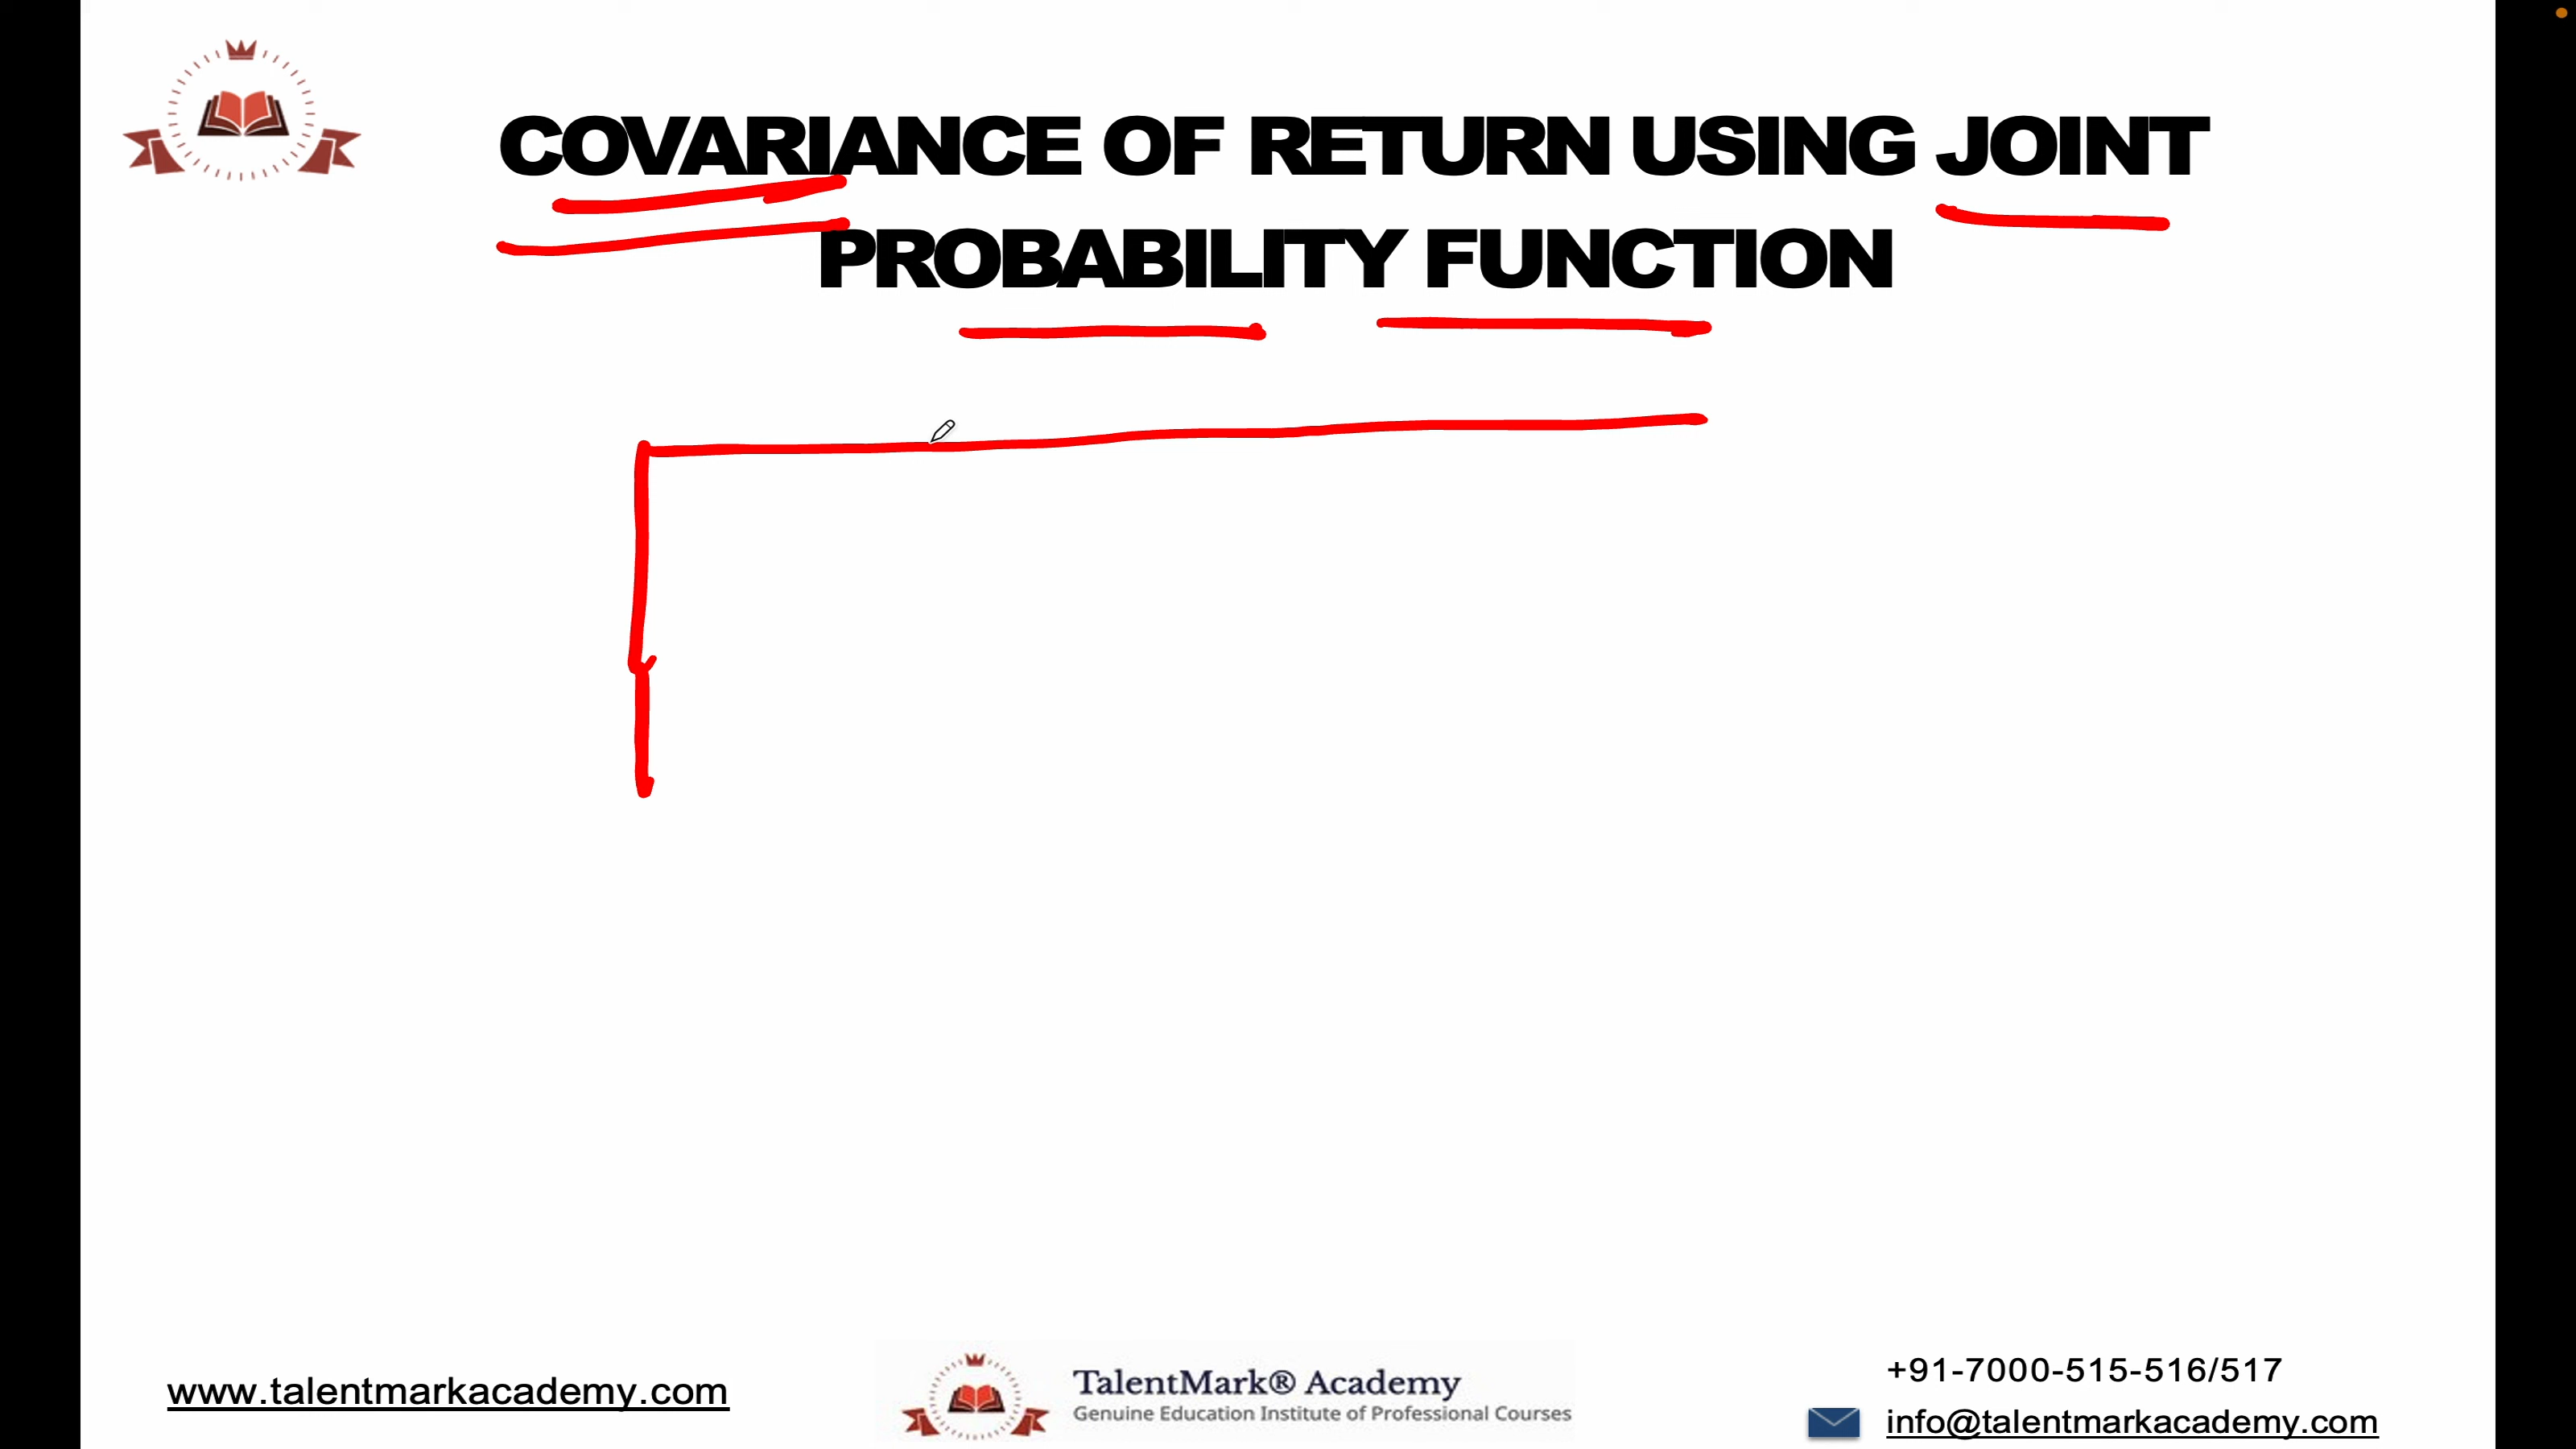 COVARIANCE OF RETURN USING JOINT
PROBABILITY FUNCTION
www.talentmarkacademy.com
TalentMark® Academy
Genuine Education Institute of Professional Courses
+91-7000-515-516/517
info@talentmarkacademy.com